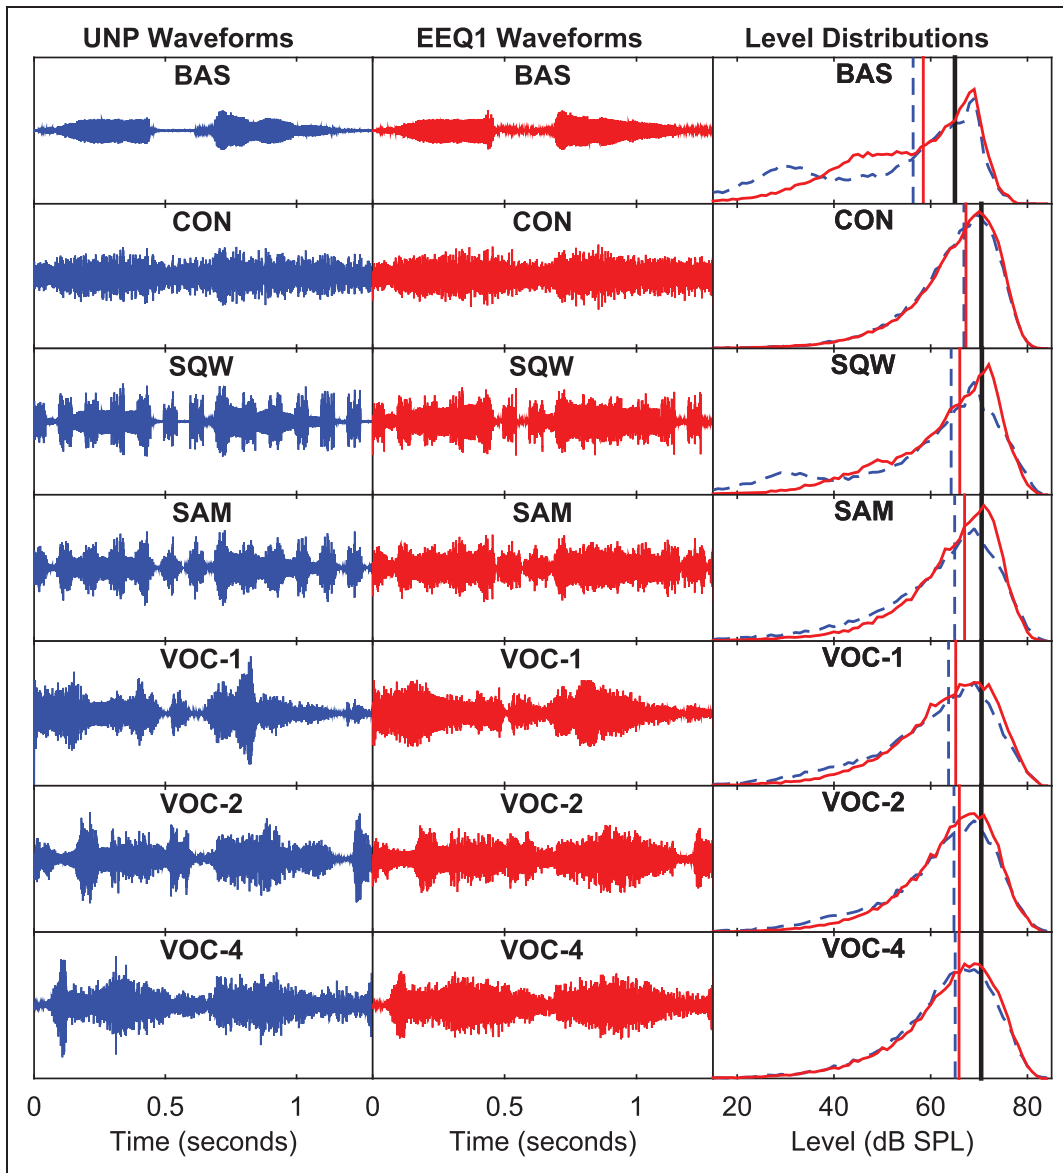 UNP Waveforms EEQ1 Waveforms Level Distributions
BAS BAS BAS
CON CON CON
SQW SQW SQW
SAM SAM SAM
VOC-1 VOC-1 VOC-1
VOC-2 VOC-2 VOC-2
VOC-4 VOC-4 VOC-4
0 0.5 1 0 0.5 1 20 40 60 80
Time (seconds) Time (seconds) Level (dB SPL)